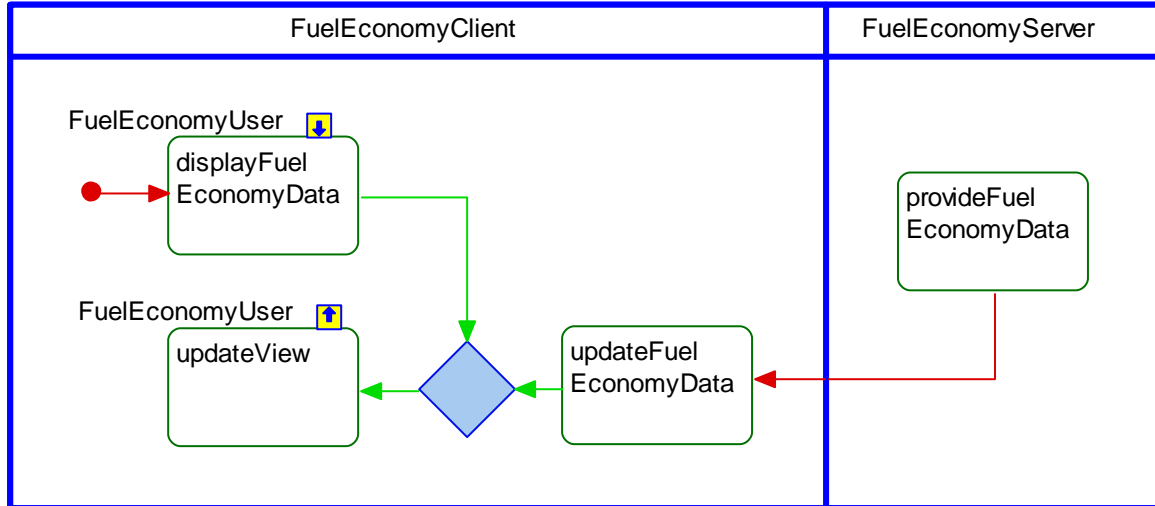 FuelEconomyClient
FuelEconomyServer
FuelEconomyUser
displayFuel
EconomyData
provideFuel
EconomyData
FuelEconomyUser
updateView
updateFuel
EconomyData